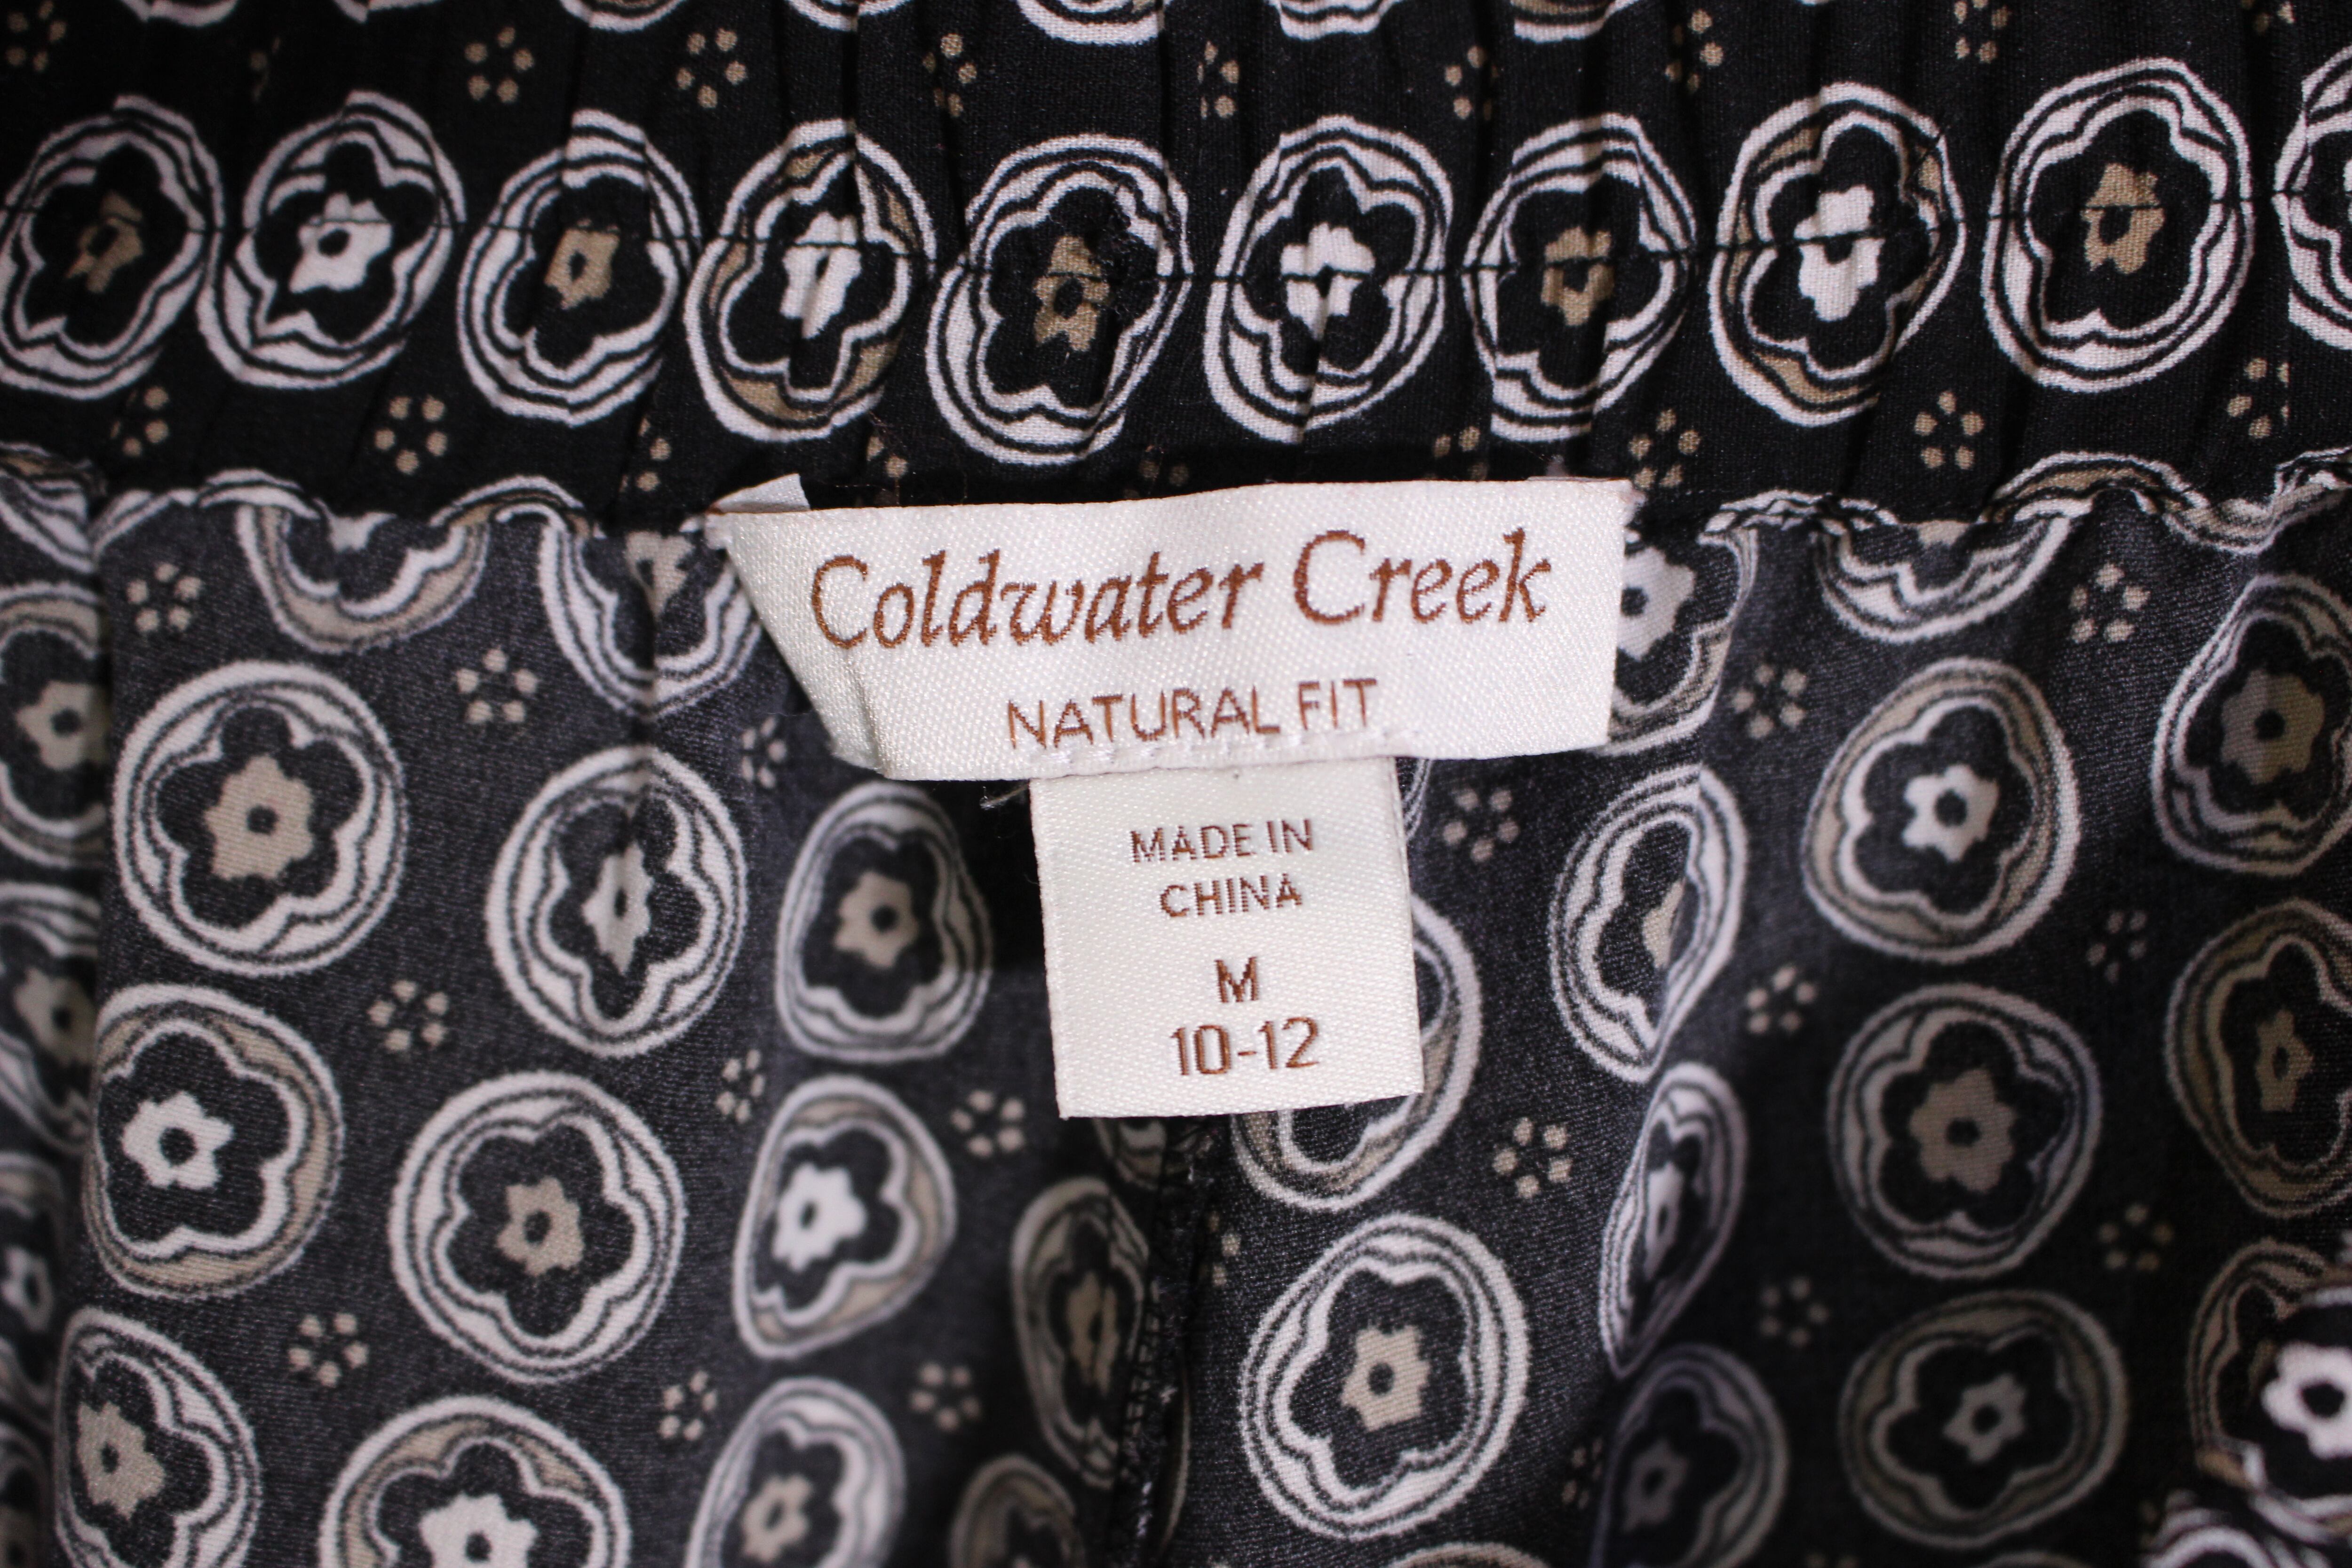 Coldwater Creek
NATURAL FIT
MADE IN
CHINA
M
10-12